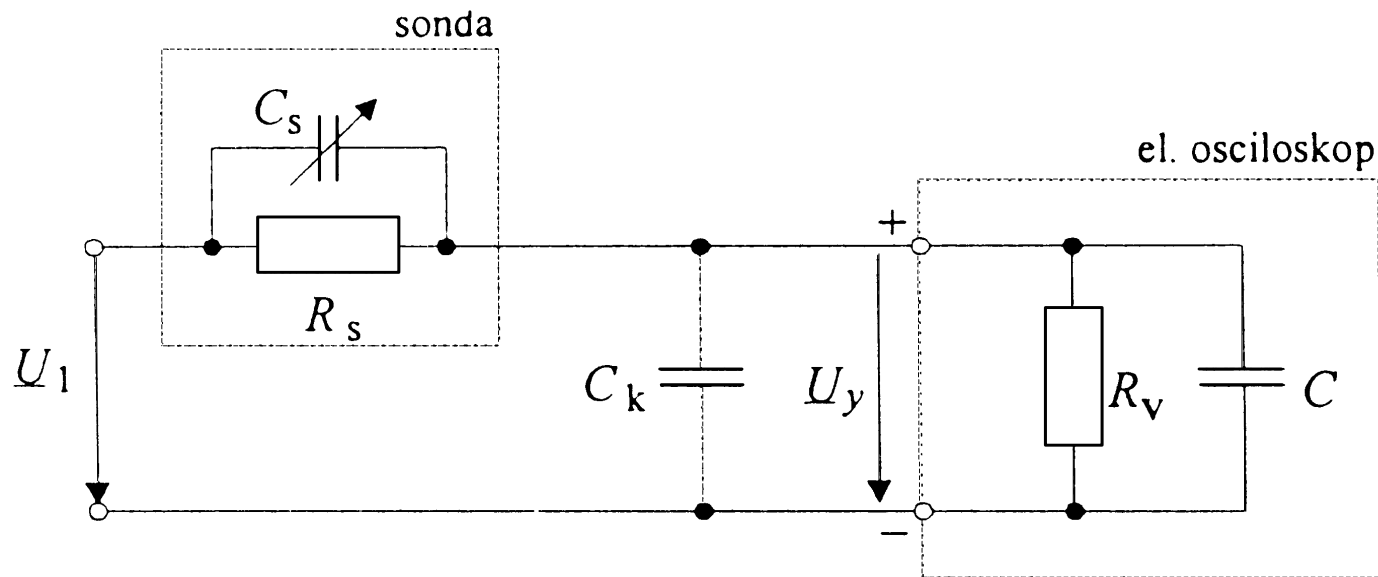 sonda
C_s
el. osciloskop
+
R_s
U_1
C_k
U_y
R_v
C
−